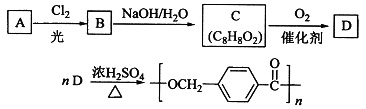 A Cl₂ 光 B NaOH/H₂O C (C₈H₈O₂) O₂ 催化剂 D
n D 浓H₂SO₄ △ [OCH₂ C O]n